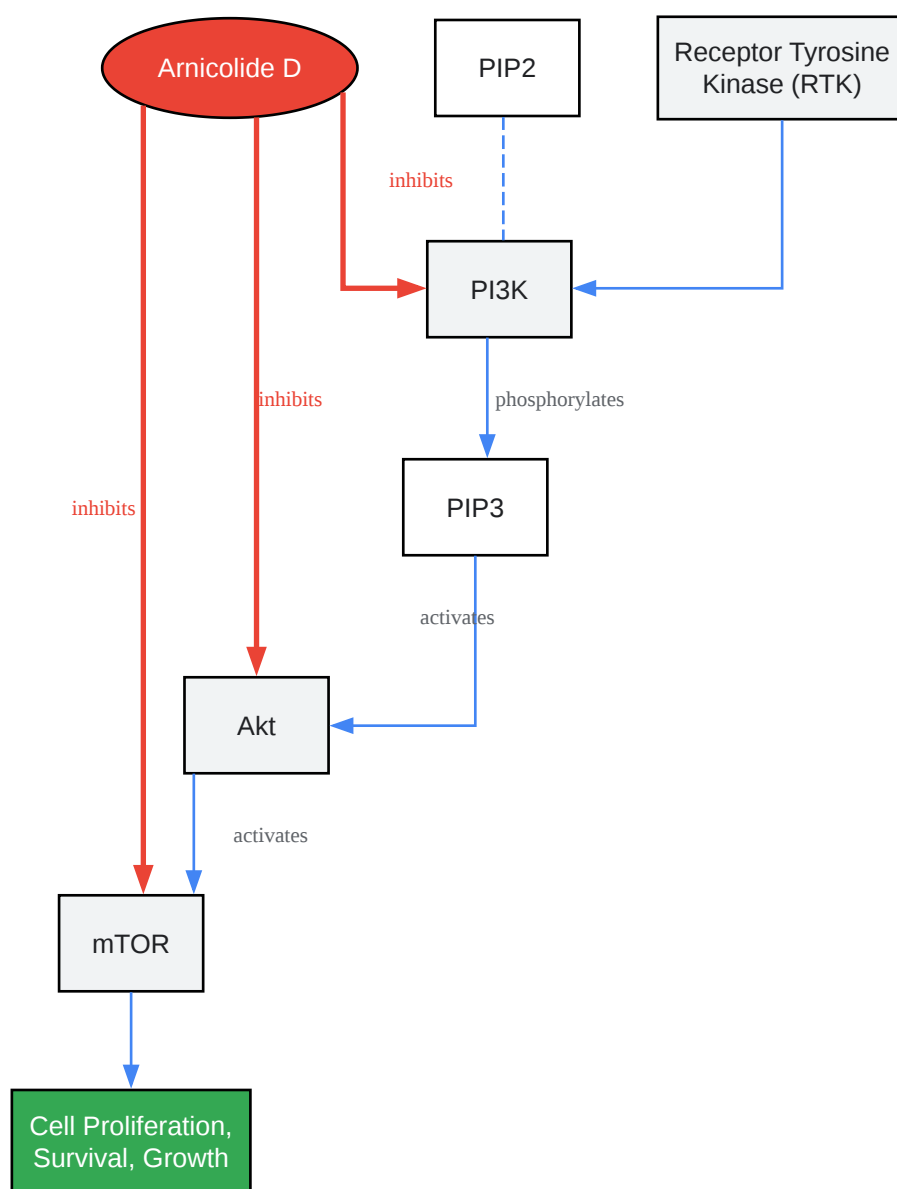 Arnicolide D
PIP2
Receptor Tyrosine
Kinase (RTK)
inhibits
PI3K
inhibits
phosphorylates
inhibits
PIP3
activates
Akt
activates
mTOR
Cell Proliferation,
Survival, Growth